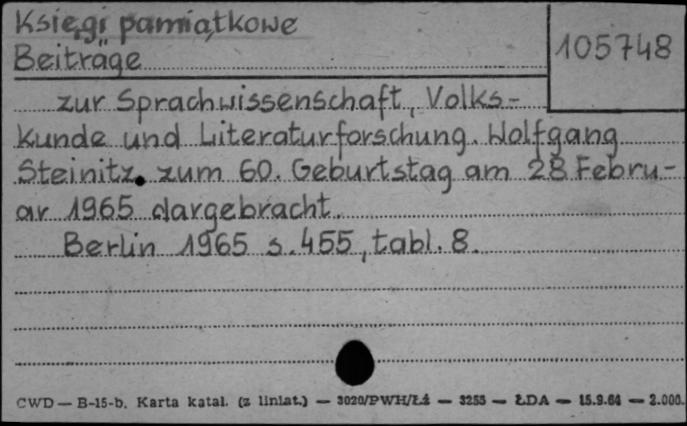 Księgi pamiątkowe
105748
Beiträge
zur Sprachwissenschaft, Volks-
kunde und Literaturforschung. Wolfgang
Steinitz. zum 60. Geburtstag am 28 Febru-
ar 1965 dargebracht.
Berlin 1965 s. 455, tabl. 8.
CWD — B-15-b. Karta katal. (z liniat.) — 3020/PWH/Łź — 3255 — ŁDA — 15.9.64 — 2.000.